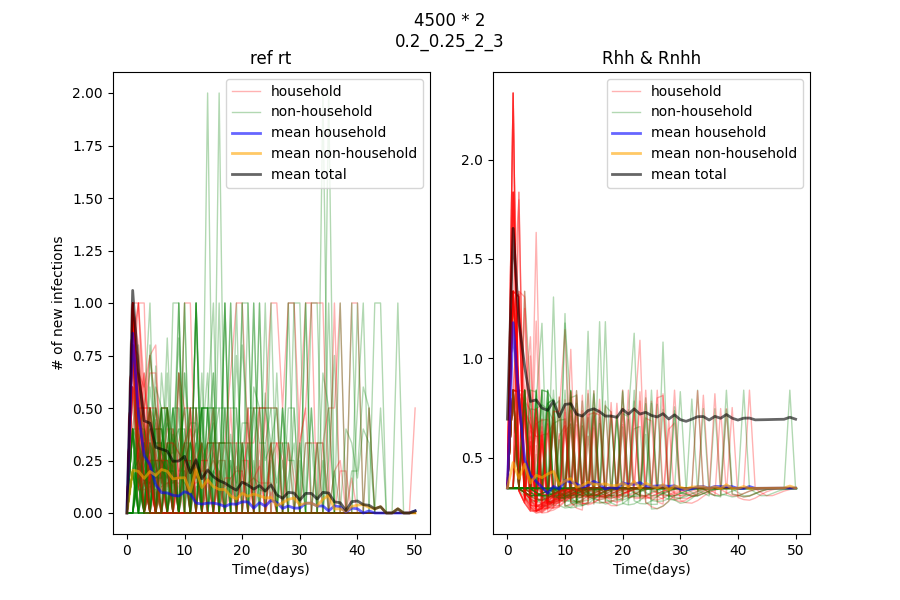 4500 * 2
0.2_0.25_2_3
ref rt
household
non-household
mean household
mean non-household
mean total
2.00
1.75
1.50
1.25
1.00
0.75
0.50
0.25
0.00
# of new infections
0
10
20
30
40
50
Time(days)
Rhh & Rnhh
household
non-household
mean household
mean non-household
mean total
2.0
1.5
1.0
0.5
0
10
20
30
40
50
Time(days)